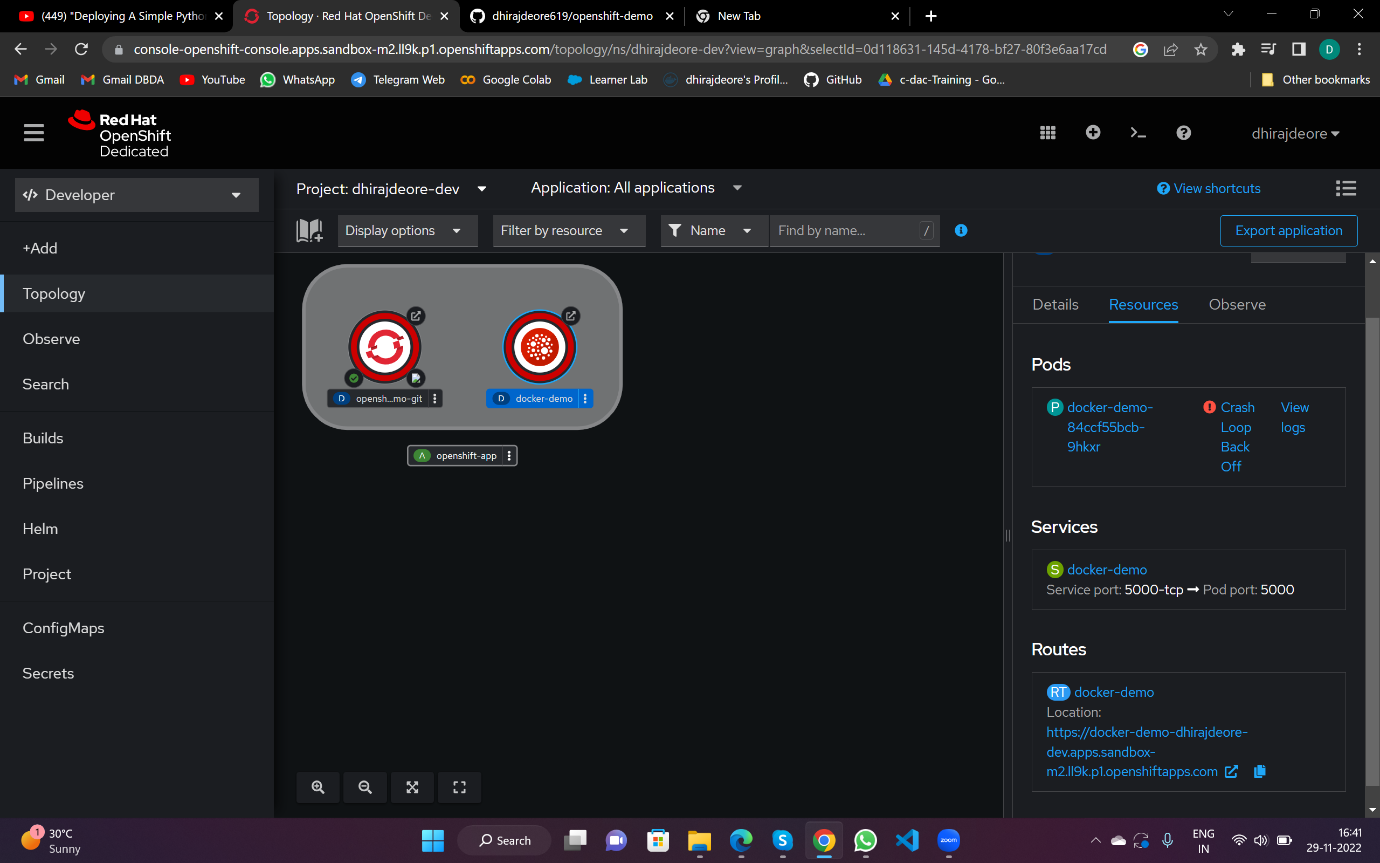 (449) "Deploying A Simple Pytho
Topology · Red Hat OpenShift De
dhirajdeore619/openshift-demo
New Tab
console-openshift-console.apps.sandbox-m2.ll9k.p1.openshiftapps.com/topology/ns/dhirajdeore-dev?view=graph&selectId=0d118631-145d-4178-bf27-80f3e6aa17cd
D
Gmail
Gmail DBDA
YouTube
WhatsApp
Telegram Web
Google Colab
Learner Lab
dhirajdeore's Profil...
GitHub
c-dac-Training - Go...
Other bookmarks
Red Hat
OpenShift
Dedicated
dhirajdeore
Developer
Project: dhirajdeore-dev
Application: All applications
View shortcuts
Display options
Filter by resource
Name
Find by name...
/
Export application
+Add
Topology
Observe
Search
Builds
Pipelines
Helm
Project
ConfigMaps
Secrets
D opensh...mo-git
D docker-demo
A openshift-app
Details
Resources
Observe
Pods
P docker-demo-
84ccf55bcb-
9hkxr
Crash
Loop
Back
Off
View
logs
Services
S docker-demo
Service port: 5000-tcp → Pod port: 5000
Routes
RT docker-demo
Location:
https://docker-demo-dhirajdeore-
dev.apps.sandbox-
m2.ll9k.p1.openshiftapps.com
1
30°C
Sunny
Search
zoom
ENG
IN
16:41
29-11-2022